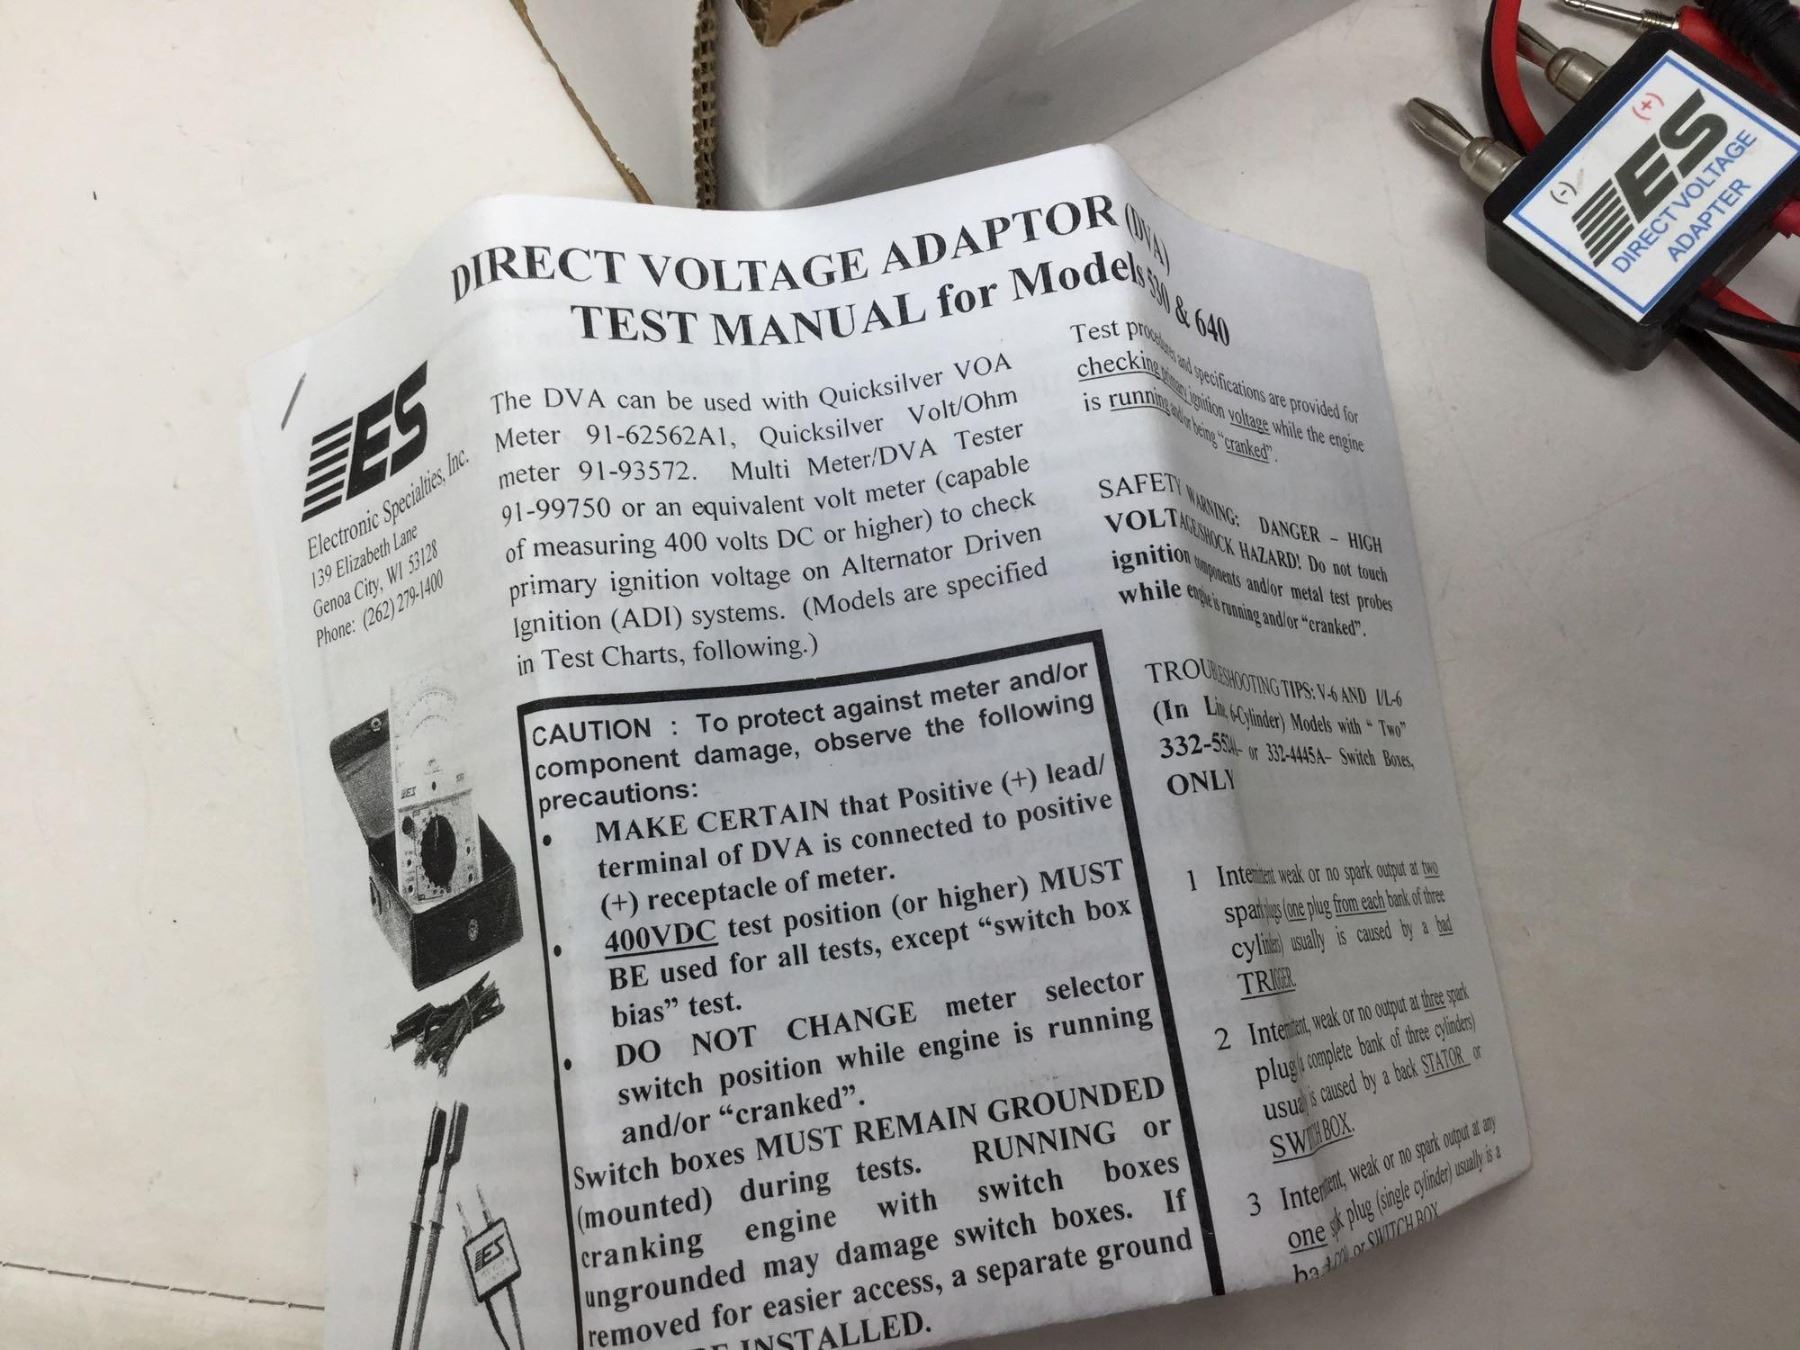 DIRECT VOLTAGE ADAPTOR (DVA)
TEST MANUAL for Models 530 & 640
ES
Electronic Specialties, Inc.
139 Elizabeth Lane
Genoa City, WI 53128
Phone: (262) 279-1400
The DVA can be used with Quicksilver VOA
Meter 91-62562A1, Quicksilver Volt/Ohm
meter 91-93572. Multi Meter/DVA Tester
91-99750 or an equivalent volt meter (capable
of measuring 400 volts DC or higher) to check
primary ignition voltage on Alternator Driven
Ignition (ADI) systems. (Models are specified
in Test Charts, following.)
CAUTION : To protect against meter and/or
component damage, observe the following
precautions:
• MAKE CERTAIN that Positive (+) lead/
terminal of DVA is connected to positive
(+) receptacle of meter.
• 400VDC test position (or higher) MUST
BE used for all tests, except “switch box
bias” test.
• DO NOT CHANGE meter selector
switch position while engine is running
and/or “cranked”.
Switch boxes MUST REMAIN GROUNDED
(mounted) during tests. RUNNING or
cranking engine with switch boxes
ungrounded may damage switch boxes. If
removed for easier access, a separate ground
INSTALLED.
Test procedures and specifications are provided for
checking primary ignition voltage while the engine
is running and/or being “cranked”.
SAFETY WARNING: DANGER – HIGH
VOLTAGE/SHOCK HAZARD! Do not touch
ignition components and/or metal test probes
while engine is running and/or “cranked”.
TROUBLESHOOTING TIPS: V-6 AND I/L-6
(In Line, 6-Cylinder) Models with “ Two”
or 332-4445A– Switch Boxes,
ONLY
1 Intermittent weak or no spark output at two
spark plugs (one plug from each bank of three
cylinders) usually is caused by a bad
TRIGGER.
2 Intermittent, weak or no output at three spark
plugs (a complete bank of three cylinders)
usually is caused by a back STATOR or
SWITCH BOX.
3 Intermittent, weak or no spark output at any
one spark plug (single cylinder) usually is a
bad coil or SWITCH BOX
ES
ES
(-) (+)
ES
DIRECT VOLTAGE
ADAPTER